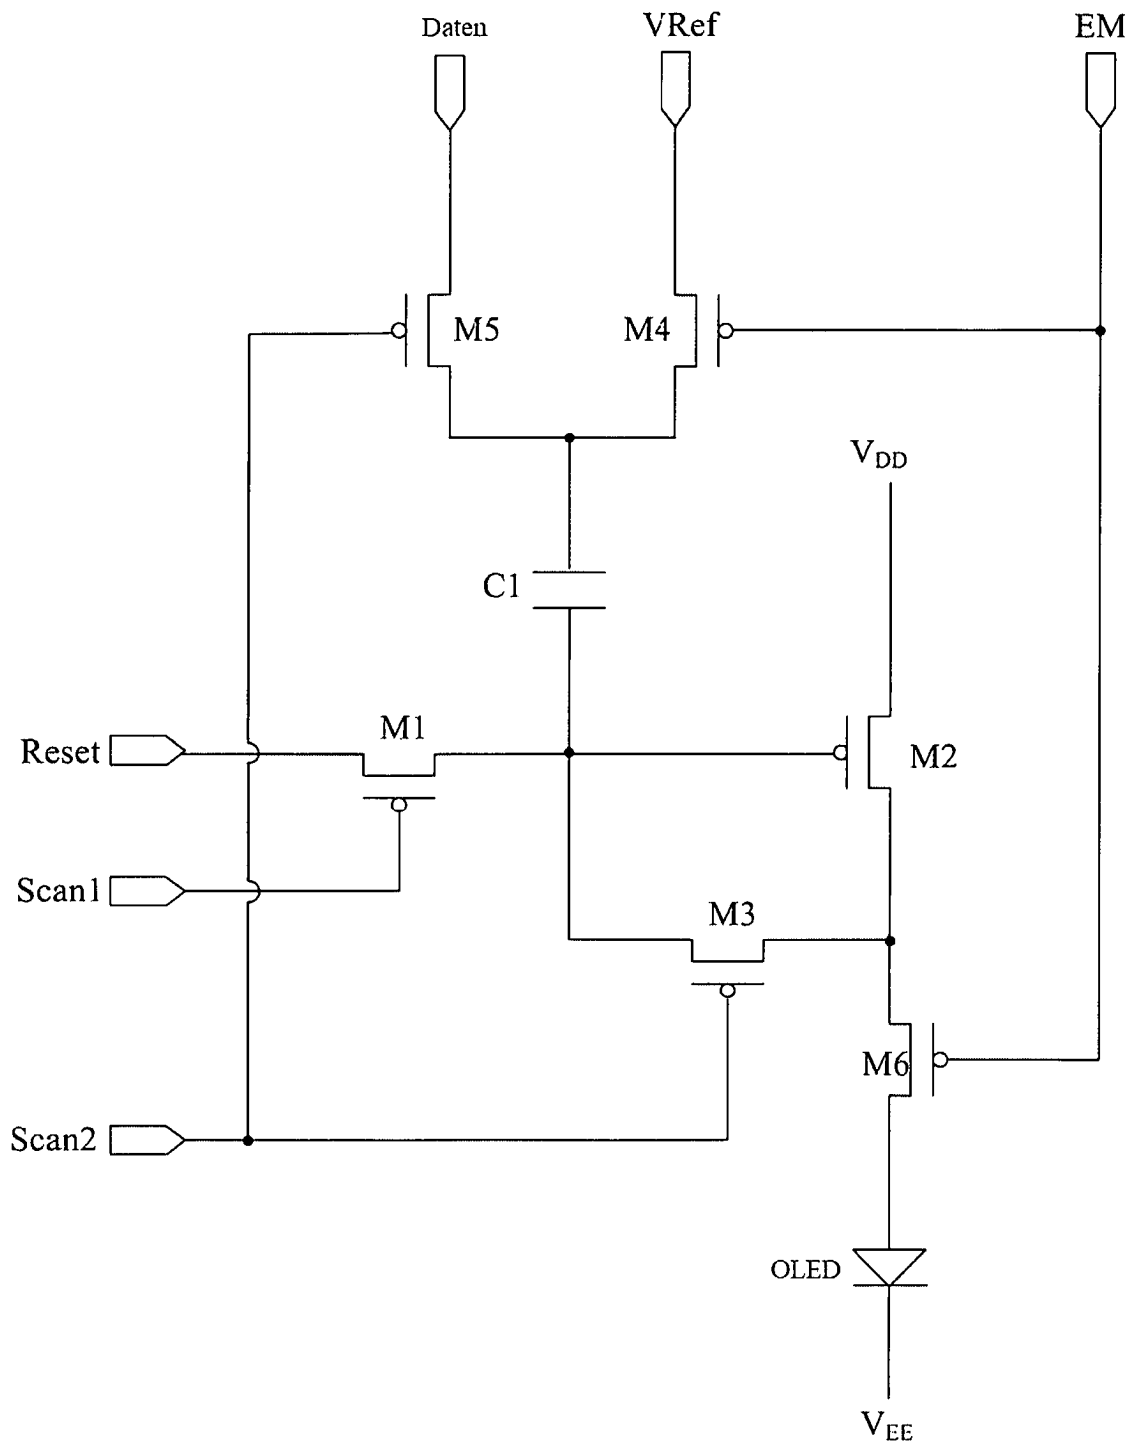 Daten
VRef
EM
M5
M4
VDD
C1
M1
Reset
M2
Scan1
M3
M6
Scan2
OLED
VEE